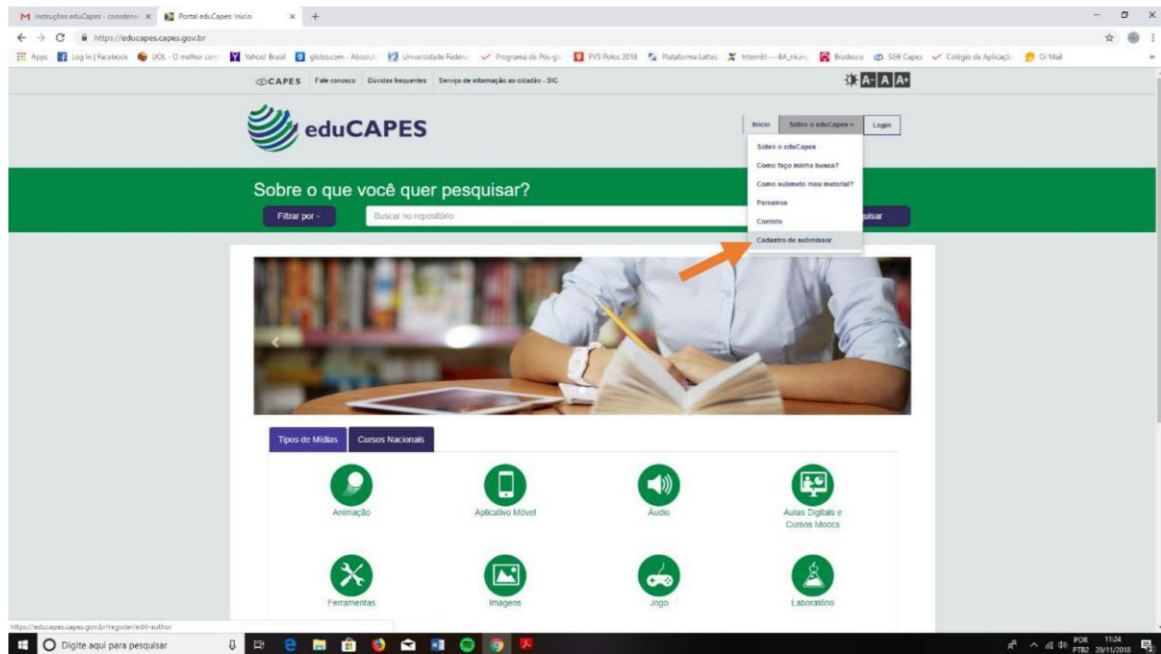 Instruções eduCapes - coorden
Portal eduCapes: Início
https://educapes.capes.gov.br
Apps
Log In | Facebook
UOL - O melhor con
Yahoo! Brasil
globo.com - Absolut
Universidade Federa
Programa de Pós-g
PVS Polos 2018
Plataforma Lattes
Bradesco
SGB Capes
Colégio de Aplicaçã
Oi Mail
CAPES
Fale conosco
Dúvidas frequentes
Serviço de informação ao cidadão - SIC
A- A A+
eduCAPES
Início
Sobre o eduCapes
Login
Sobre o eduCapes
Como faço minha busca?
Como submeto meu material?
Parceiros
Contato
Cadastro de submissor
Sobre o que você quer pesquisar?
Filtrar por
Buscar no repositório
uisar
Tipos de Mídias
Cursos Nacionais
Animação
Aplicativo Móvel
Áudio
Aulas Digitais e
Cursos Moocs
Ferramentas
Imagens
Jogo
Laboratório
https://educapes.capes.gov.br/register/edit-author
Digite aqui para pesquisar
POR
PTB2
11:24
20/11/2018